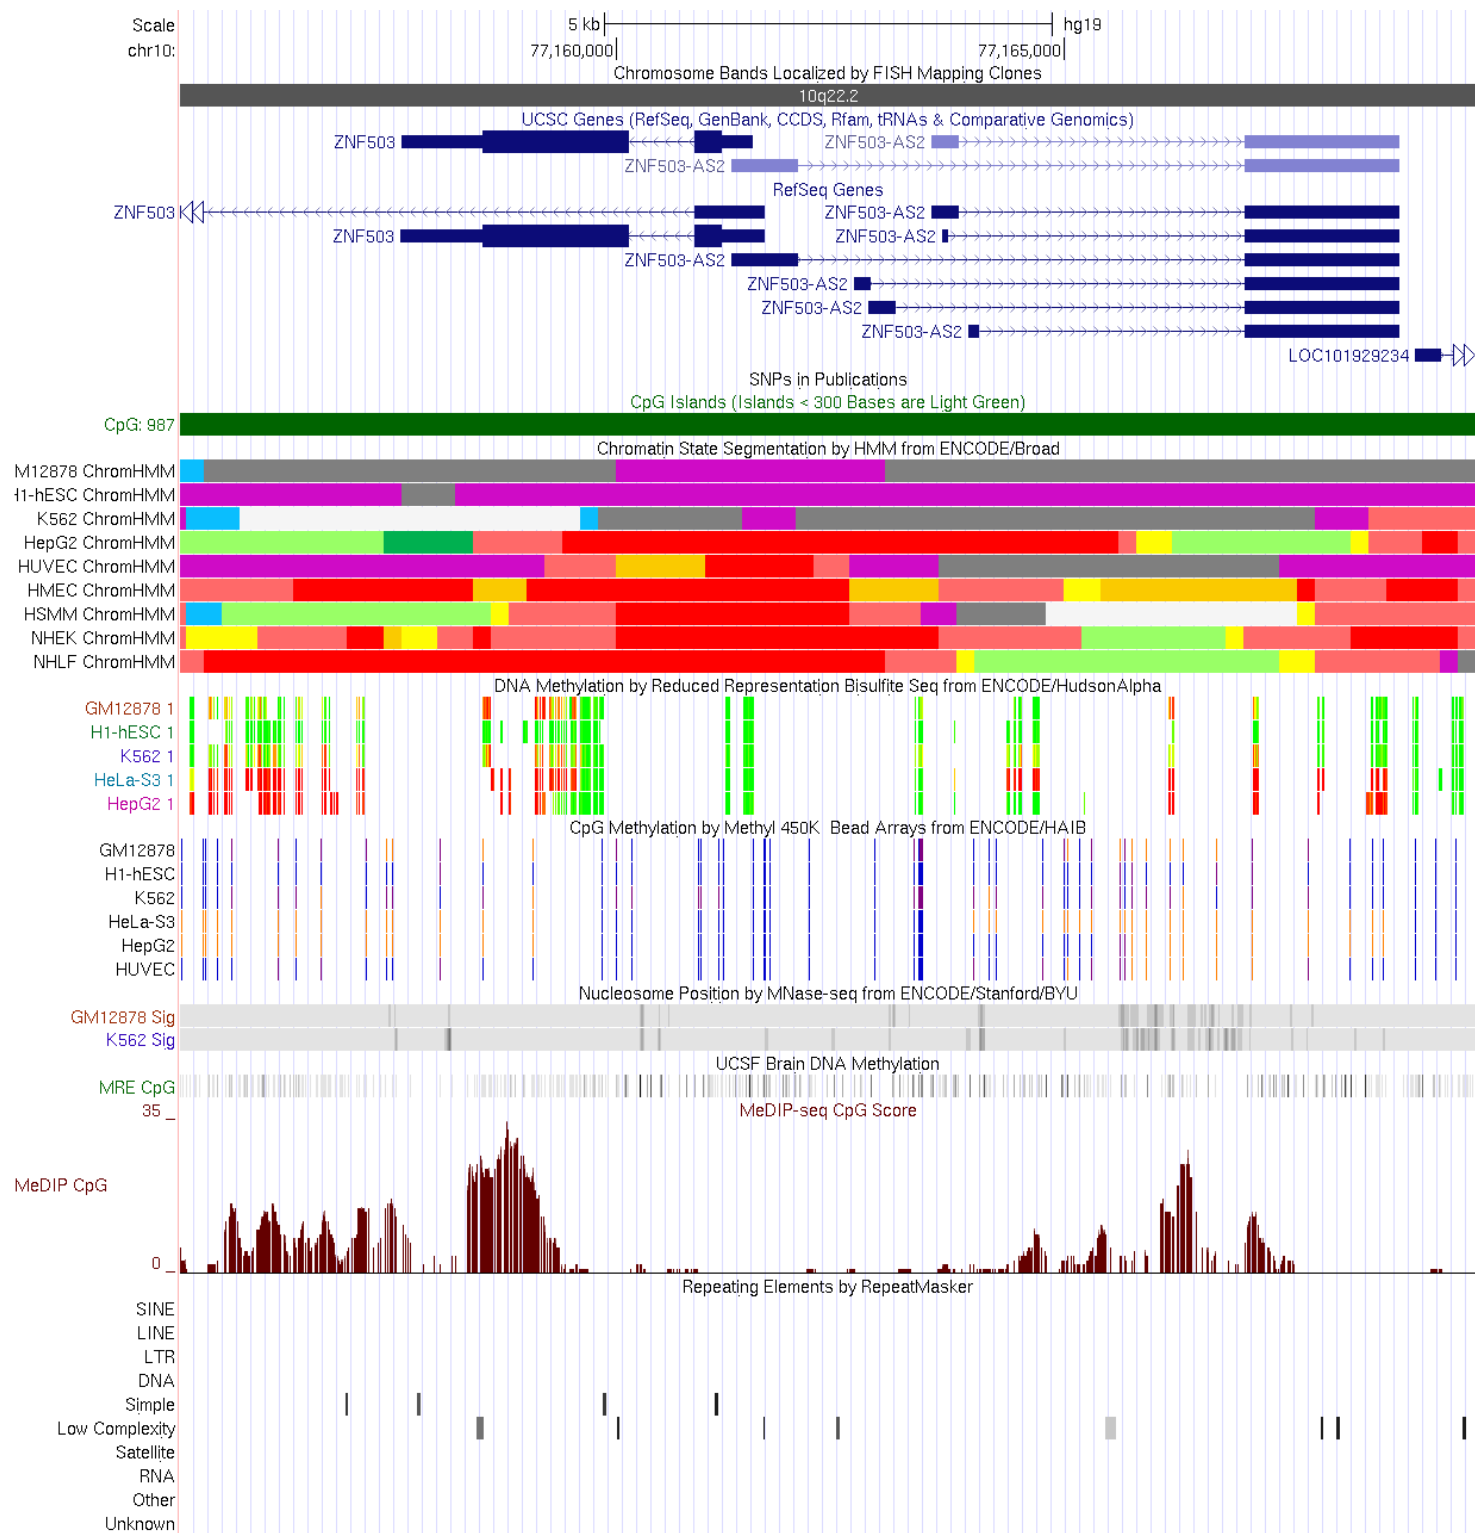 Scale 5 kb hg19
chr10: 77,160,000 77,165,000
Chromosome Bands Localized by FISH Mapping Clones
10q22.2
UCSC Genes (RefSeq, GenBank, CCDS, Rfam, tRNAs & Comparative Genomics)
ZNF503 ZNF503-AS2
ZNF503-AS2
RefSeq Genes
ZNF503 ZNF503-AS2
ZNF503 ZNF503-AS2
ZNF503-AS2
ZNF503-AS2
ZNF503-AS2
ZNF503-AS2
LOC101929234
SNPs in Publications
CpG Islands (Islands < 300 Bases are Light Green)
CpG: 987
Chromatin State Segmentation by HMM from ENCODE/Broad
M12878 ChromHMM
H1-hESC ChromHMM
K562 ChromHMM
HepG2 ChromHMM
HUVEC ChromHMM
HMEC ChromHMM
HSMM ChromHMM
NHEK ChromHMM
NHLF ChromHMM
DNA Methylation by Reduced Representation Bisulfite Seq from ENCODE/HudsonAlpha
GM12878 1
H1-hESC 1
K562 1
HeLa-S3 1
HepG2 1
CpG Methylation by Methyl 450K Bead Arrays from ENCODE/HAIB
GM12878
H1-hESC
K562
HeLa-S3
HepG2
HUVEC
Nucleosome Position by MNase-seq from ENCODE/Stanford/BYU
GM12878 Sig
K562 Sig
UCSF Brain DNA Methylation
MRE CpG
35 _ MeDIP-seq CpG Score
MeDIP CpG
0 _
Repeating Elements by RepeatMasker
SINE
LINE
LTR
DNA
Simple
Low Complexity
Satellite
RNA
Other
Unknown